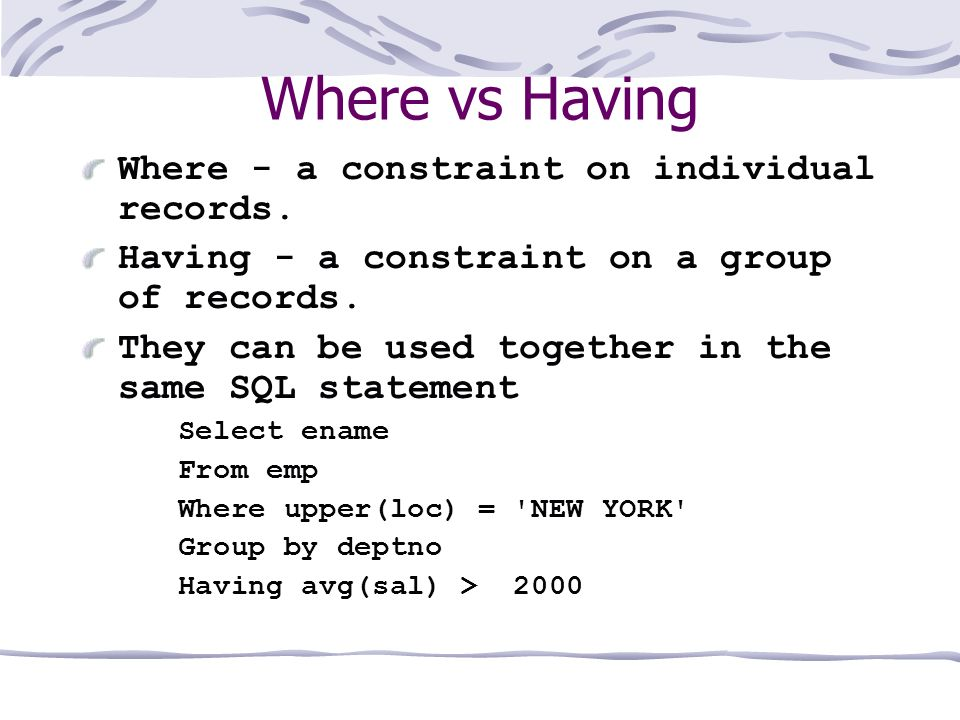 Where vs Having
Where - a constraint on individual
records.
Having - a constraint on a group
of records.
They can be used together in the
same SQL statement
Select ename
From emp
Where upper(loc) = 'NEW YORK'
Group by deptno
Having avg(sal) >  2000